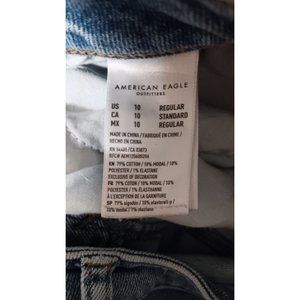 AMERICAN EAGLE
OUTFITTERS
US 10 REGULAR
CA 10 STANDARD
MX 10 REGULAR
MADE IN CHINA / FABRIQUÉ EN CHINE /
HECHO EN CHINA
EN: 79% COTTON / 10% MODAL / 10%
POLYESTER / 1% ELASTANE
EXCLUSIVE OF DECORATION
FR: 79% COTON / 10% MODAL / 10%
POLYESTER / 1% ÉLASTHANNE
À L'EXCEPTION DE LA GARNITURE
SP: 79% algodón / 10%
10% modal / 1% elastano